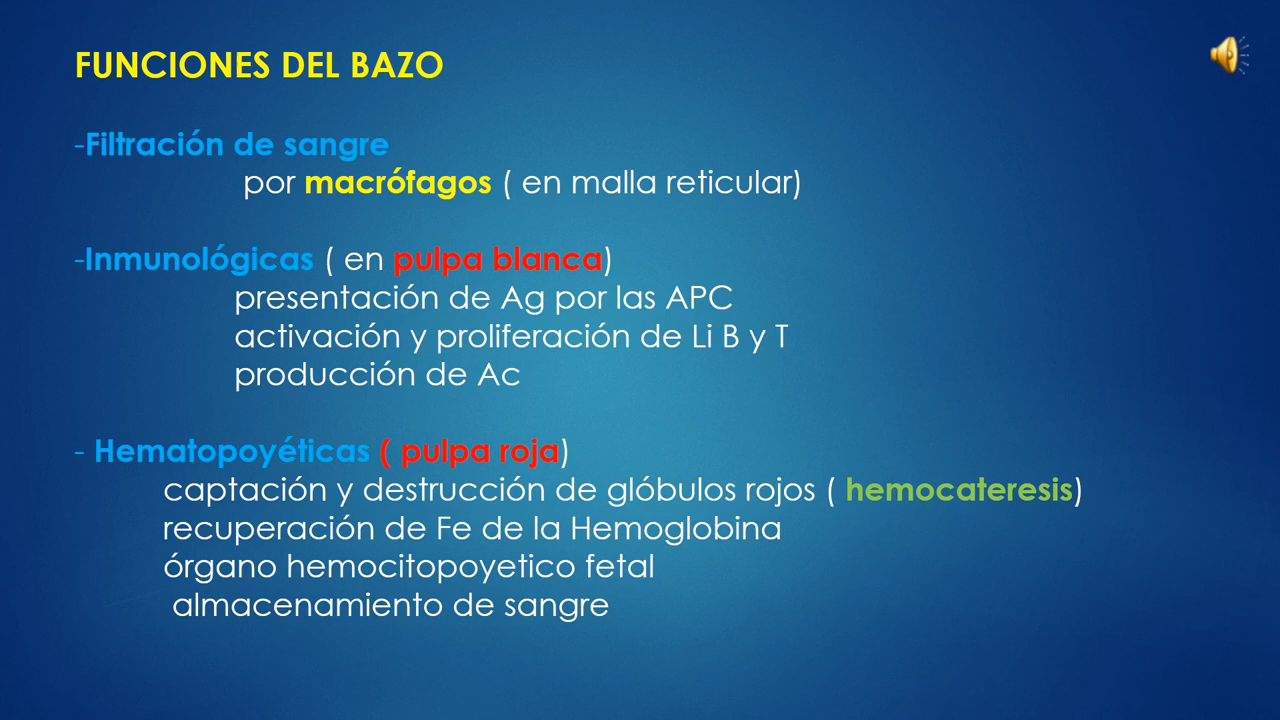 FUNCIONES DEL BAZO
-Filtración de sangre
por macrófagos ( en malla reticular)
-Inmunológicas ( en pulpa blanca)
presentación de Ag por las APC
activación y proliferación de Li B y T
producción de Ac
- Hematopoyéticas ( pulpa roja)
captación y destrucción de glóbulos rojos ( hemocateresis)
recuperación de Fe de la Hemoglobina
órgano hemocitopoyetico fetal
almacenamiento de sangre